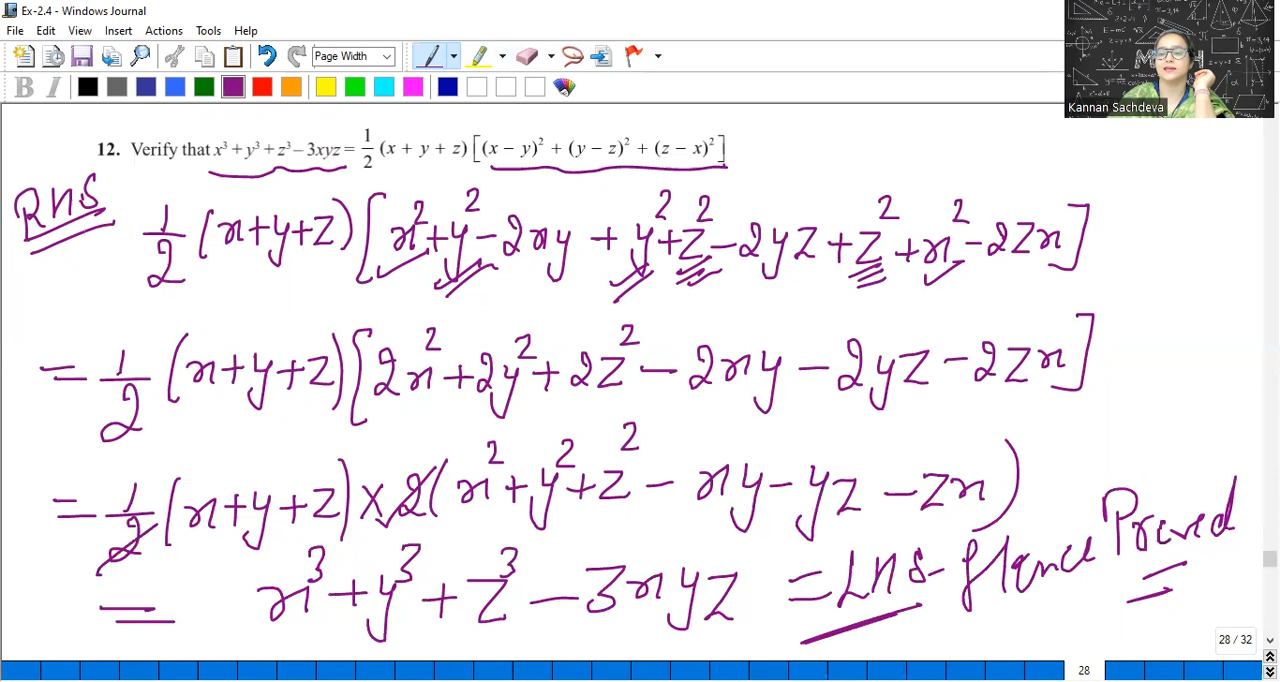 Ex-2.4 - Windows Journal
File Edit View Insert Actions Tools Help
Page Width
B I
Kannan Sachdeva
12. Verify that x³ + y³ + z³ – 3xyz = 1/2 (x + y + z) [(x – y)² + (y – z)² + (z – x)²]
RHS
1/2 (x+y+z) [x²+y²-2xy + y²+z²-2yz+z²+x²-2zx]
= 1/2 (x+y+z) [2x²+2y²+2z²-2xy-2yz-2zx]
= 1/2 (x+y+z) × 2 (x²+y²+z²-xy-yz-zx)
= x³+y³+z³-3xyz = LHS Hence Proved
28 / 32
28